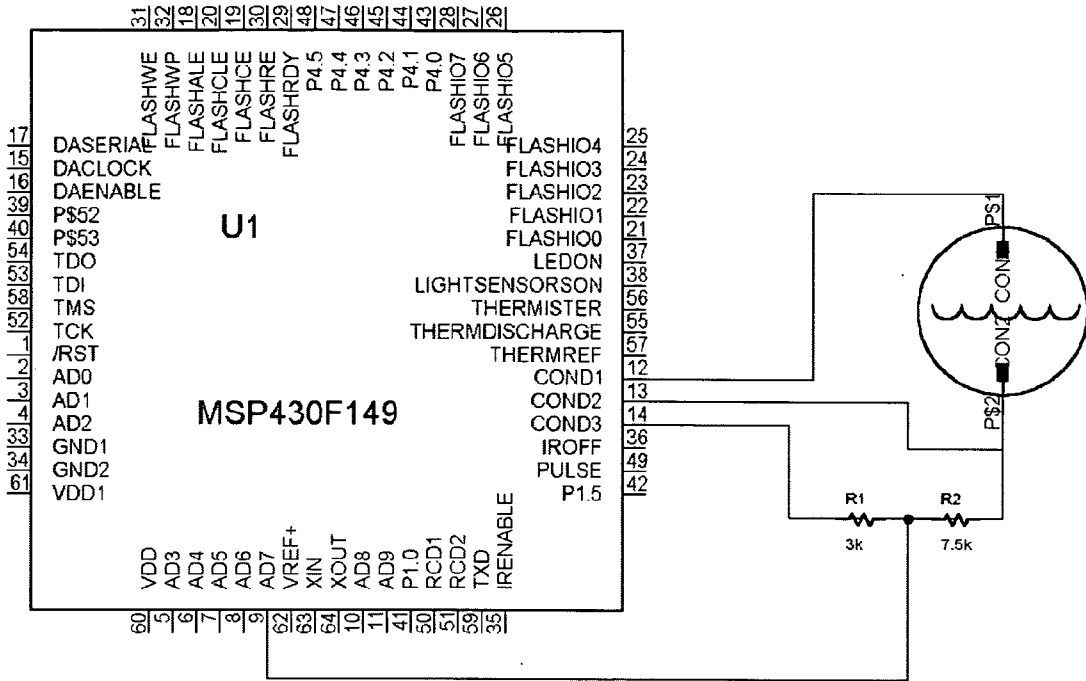 31 32 18 20 19 30 29 48 47 46 45 44 43 28 27 26
FLASHWE
FLASHWP
FLASHALE
FLASHCLE
FLASHCE
FLASHRE
FLASHRDY
P4.5
P4.4
P4.3
P4.2
P4.1
P4.0
FLASHIO7
FLASHIO6
FLASHIO5
17 DASERIAL
15 DACLOCK
16 DAENABLE
39 P$52
40 P$53
54 TDO
53 TDI
58 TMS
52 TCK
1 /RST
2 AD0
3 AD1
4 AD2
33 GND1
34 GND2
61 VDD1
U1
MSP430F149
FLASHIO4 25
FLASHIO3 24
FLASHIO2 23
FLASHIO1 22
FLASHIO0 21
LEDON 37
LIGHTSENSORSON 38
THERMISTER 56
THERMDISCHARGE 55
THERMREF 57
COND1 12
COND2 13
COND3 14
IROFF 36
PULSE 49
P1.5 42
VDD
AD3
AD4
AD5
AD6
AD7
VREF+
XIN
XOUT
AD8
AD9
P1.0
RCD1
RCD2
TXD
IRENABLE
60 5 6 7 8 9 62 63 64 10 11 41 50 51 59 35
P$1
CON2
P$2
R1
3k
R2
7.5k